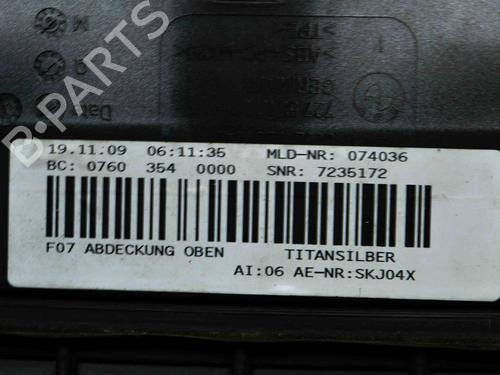 B-PARTS
19.11.09 06:11:35 MLD-NR: 074036
BC: 0760 354 0000 SNR: 7235172
F07 ABDECKUNG OBEN TITANSILBER
AI:06 AE-NR:SKJ04X